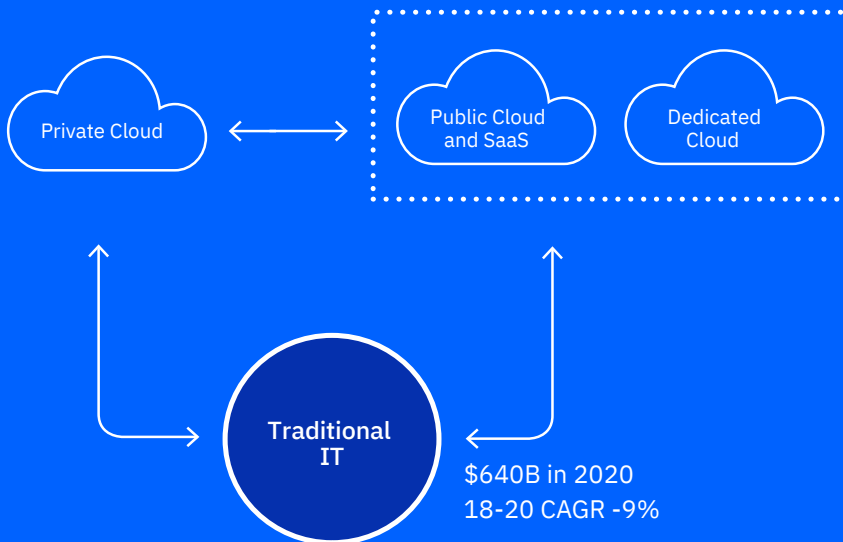 Private Cloud
Public Cloud
and SaaS
Dedicated
Cloud
Traditional
IT
$640B in 2020
18-20 CAGR -9%